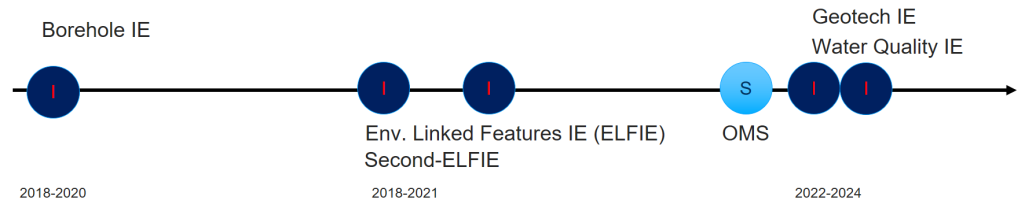 Geotech IE
Borehole IE
Water Quality IE
I
I
I
S
I
I
Env. Linked Features IE (ELFIE)
OMS
Second-ELFIE
2018-2020
2018-2021
2022-2024